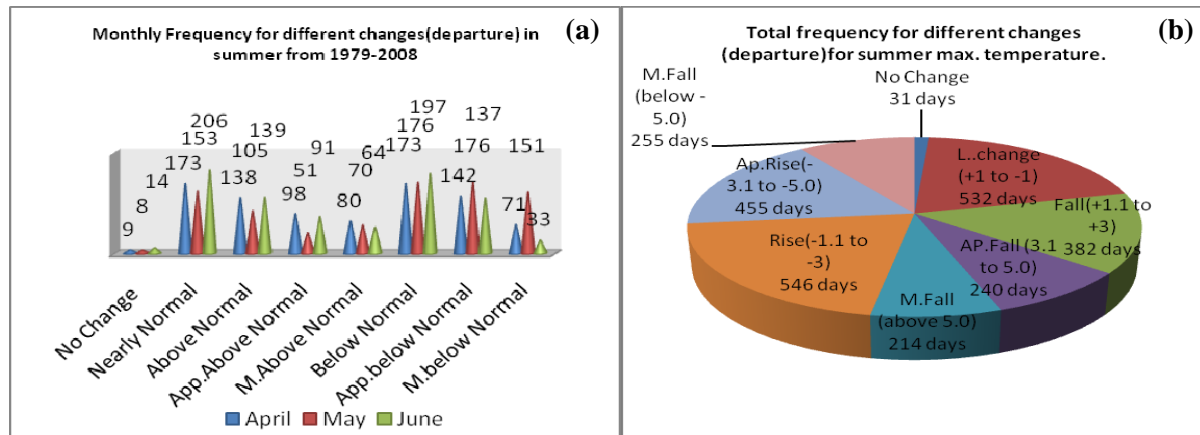 Monthly Frequency for different changes(departure) in
summer from 1979-2008
(a)
206
139
91
197
137
153
105
51
64
176
176
151
173
138
98
70
173
142
14
80
71
33
8
9
No Change
Nearly Normal
Above Normal
App.Above Normal
M.Above Normal
Below Normal
App.below Normal
M.below Normal
April May June
Total frequency for different changes
(departure)for summer max. temperature.
(b)
No Change
31 days
M.Fall
(below -
5.0)
255 days
L..change
(+1 to -1)
532 days
Fall(+1.1 to
+3)
382 days
AP.Fall (3.1
to 5.0)
240 days
M.Fall
(above 5.0)
214 days
Rise(-1.1 to
-3)
546 days
Ap.Rise(-
3.1 to -5.0)
455 days